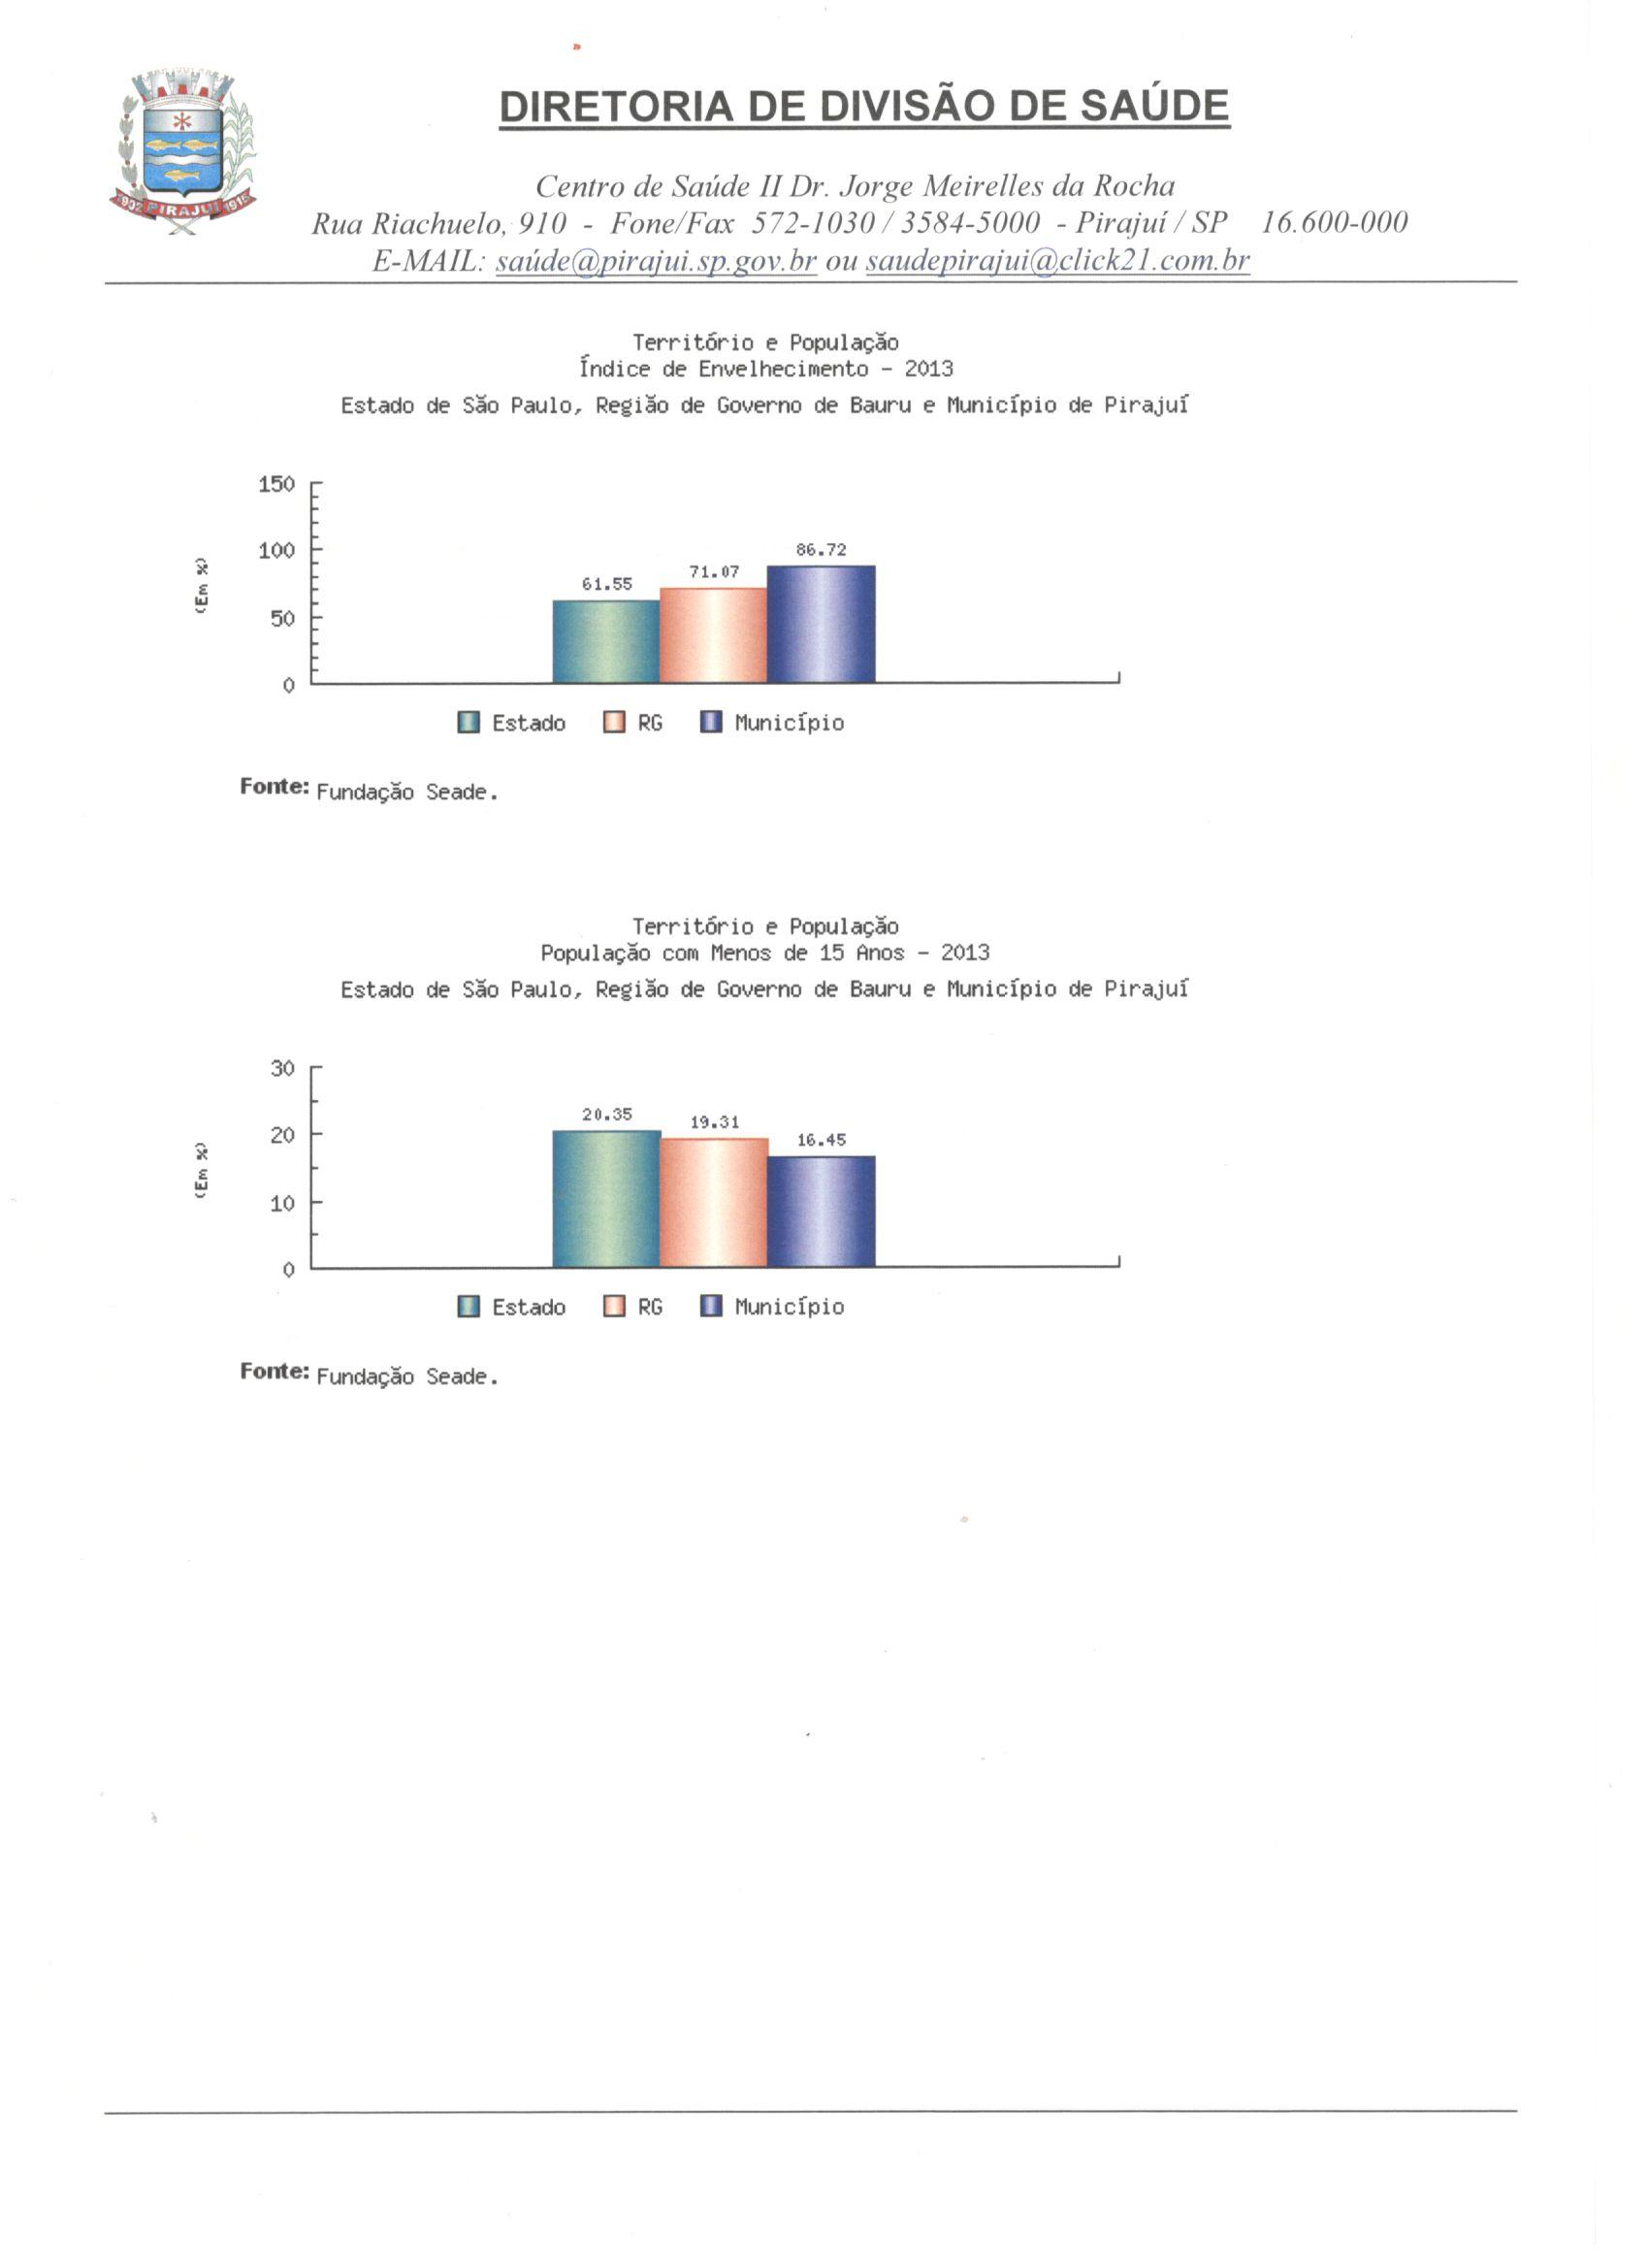 DIRETORIA DE DIVISÃO DE SAÚDE
1902 PIRAJUI 1915
Centro de Saúde II Dr. Jorge Meirelles da Rocha
Rua Riachuelo, 910 - Fone/Fax 572-1030 / 3584-5000 - Pirajuí / SP 16.600-000
E-MAIL: saúde@pirajui.sp.gov.br ou saudepirajui@click21.com.br
Território e População
Índice de Envelhecimento - 2013
Estado de São Paulo, Região de Governo de Bauru e Município de Pirajuí
(Em %)
150
100
50
0
61.55
71.07
86.72
Estado RG Município
Fonte: Fundação Seade.
Território e População
População com Menos de 15 Anos - 2013
Estado de São Paulo, Região de Governo de Bauru e Município de Pirajuí
(Em %)
30
20
10
0
20.35
19.31
16.45
Estado RG Município
Fonte: Fundação Seade.